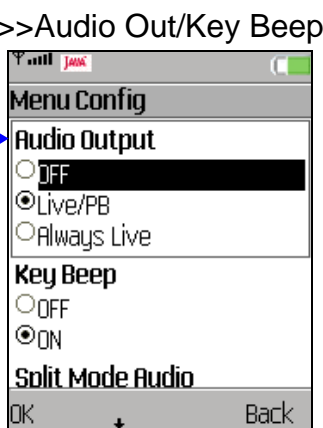 >>Audio Out/Key Beep
JAVA
Menu Config
Audio Output
OFF
Live/PB
Always Live
Key Beep
OFF
ON
Split Mode Audio
OK Back